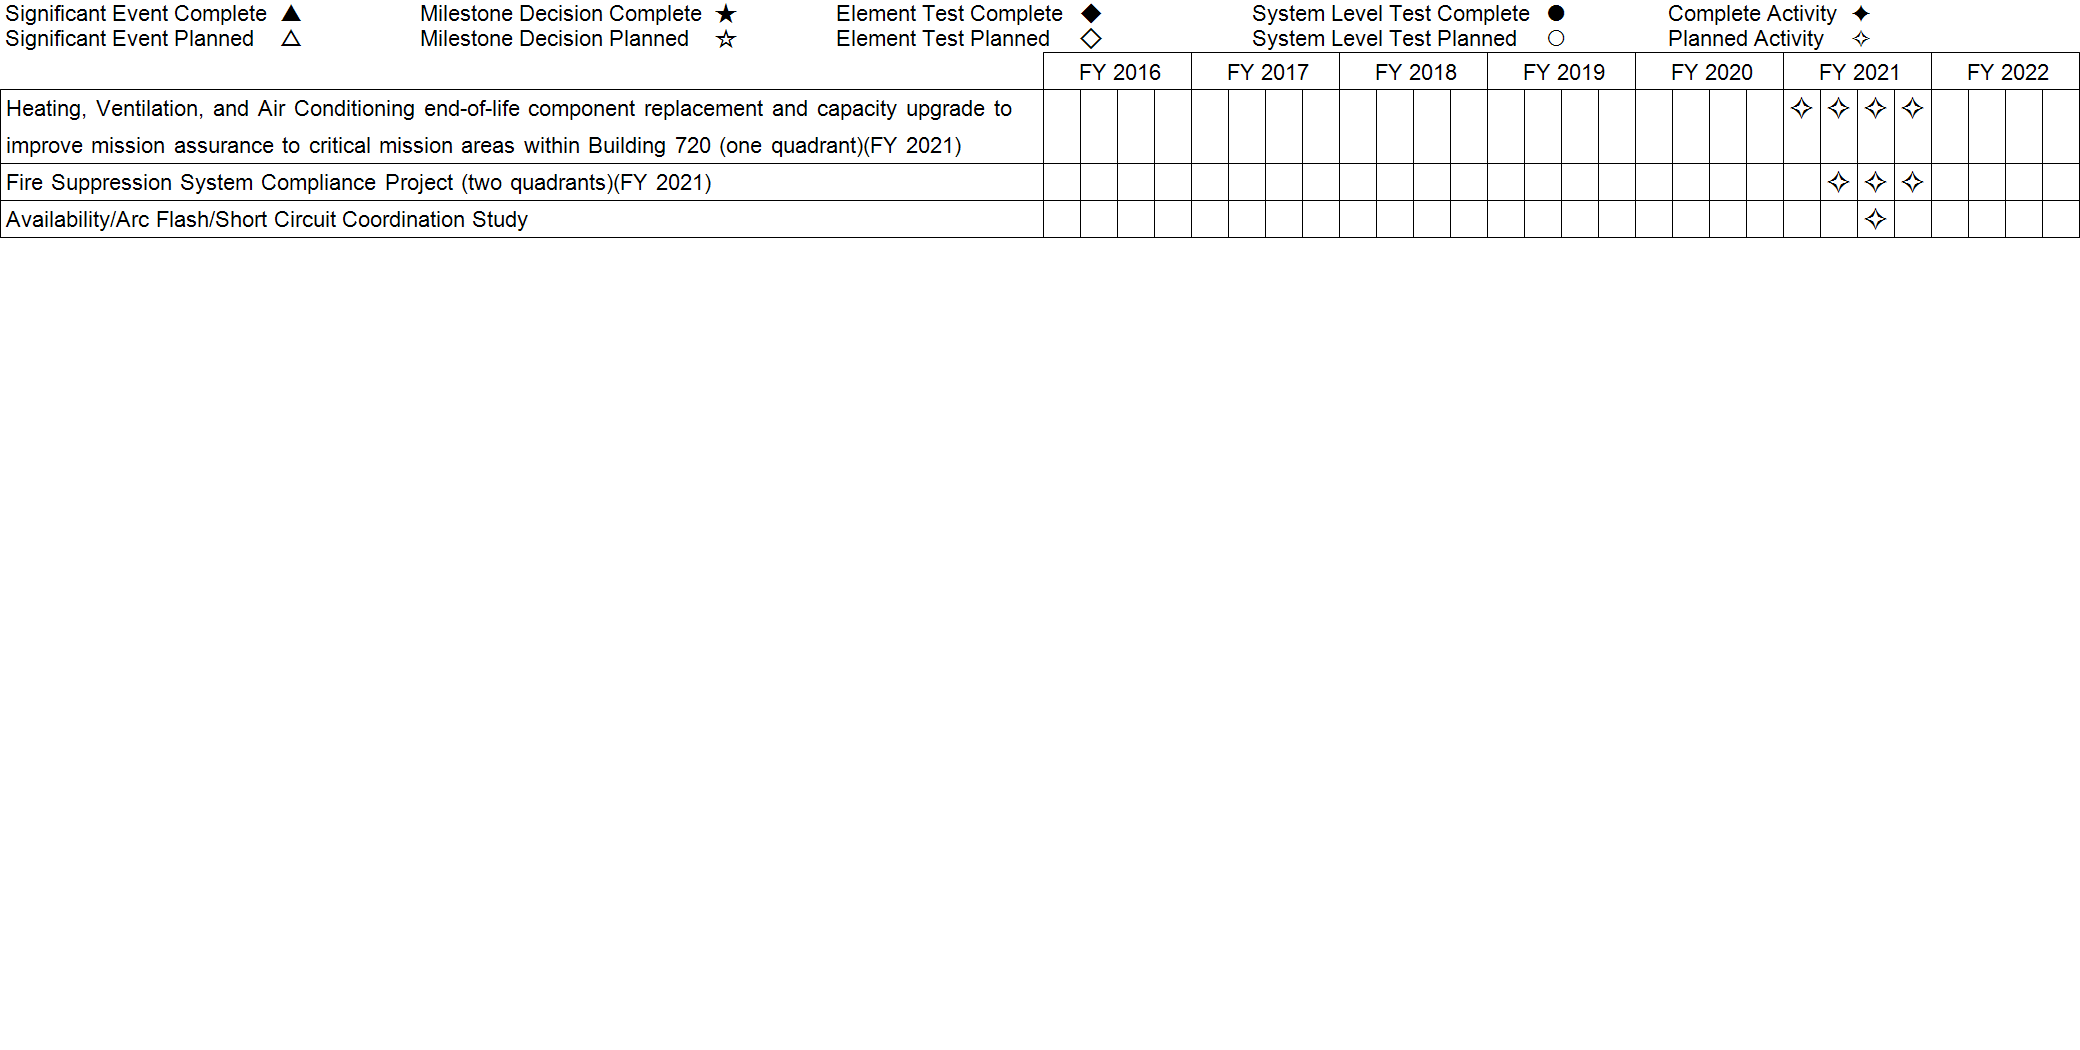 Significant Event Complete ▲ Milestone Decision Complete ★ Element Test Complete ◆ System Level Test Complete ● Complete Activity ✦
Significant Event Planned △ Milestone Decision Planned ☆ Element Test Planned ◇ System Level Test Planned ○ Planned Activity ✧
FY 2016 FY 2017 FY 2018 FY 2019 FY 2020 FY 2021 FY 2022
Heating, Ventilation, and Air Conditioning end-of-life component replacement and capacity upgrade to ✧ ✧ ✧ ✧
improve mission assurance to critical mission areas within Building 720 (one quadrant)(FY 2021)
Fire Suppression System Compliance Project (two quadrants)(FY 2021) ✧ ✧ ✧
Availability/Arc Flash/Short Circuit Coordination Study ✧